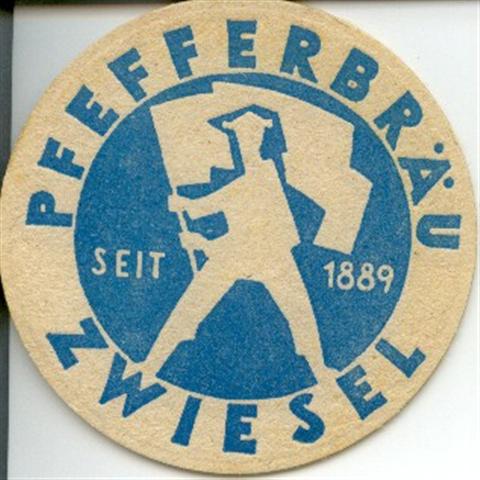 PFEFFERBRÄU
SEIT 1889
ZWIESEL